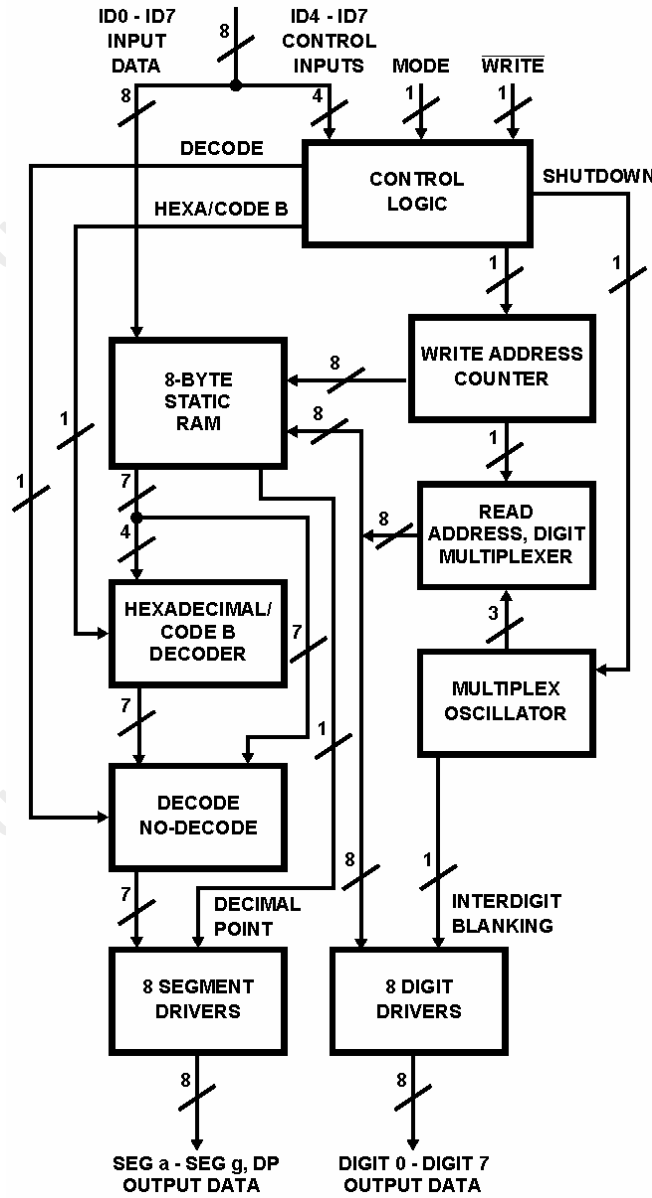 ID0 - ID7
INPUT
DATA
8
ID4 - ID7
CONTROL
INPUTS
MODE
WRITE
8
4
1
1
DECODE
CONTROL
LOGIC
SHUTDOWN
HEXA/CODE B
1
1
8-BYTE
STATIC
RAM
8
8
WRITE ADDRESS
COUNTER
1
1
1
7
4
8
READ
ADDRESS, DIGIT
MULTIPLEXER
HEXADECIMAL/
CODE B
DECODER
7
3
7
1
MULTIPLEX
OSCILLATOR
DECODE
NO-DECODE
7
8
1
DECIMAL
POINT
INTERDIGIT
BLANKING
8 SEGMENT
DRIVERS
8 DIGIT
DRIVERS
8
8
SEG a - SEG g, DP
OUTPUT DATA
DIGIT 0 - DIGIT 7
OUTPUT DATA